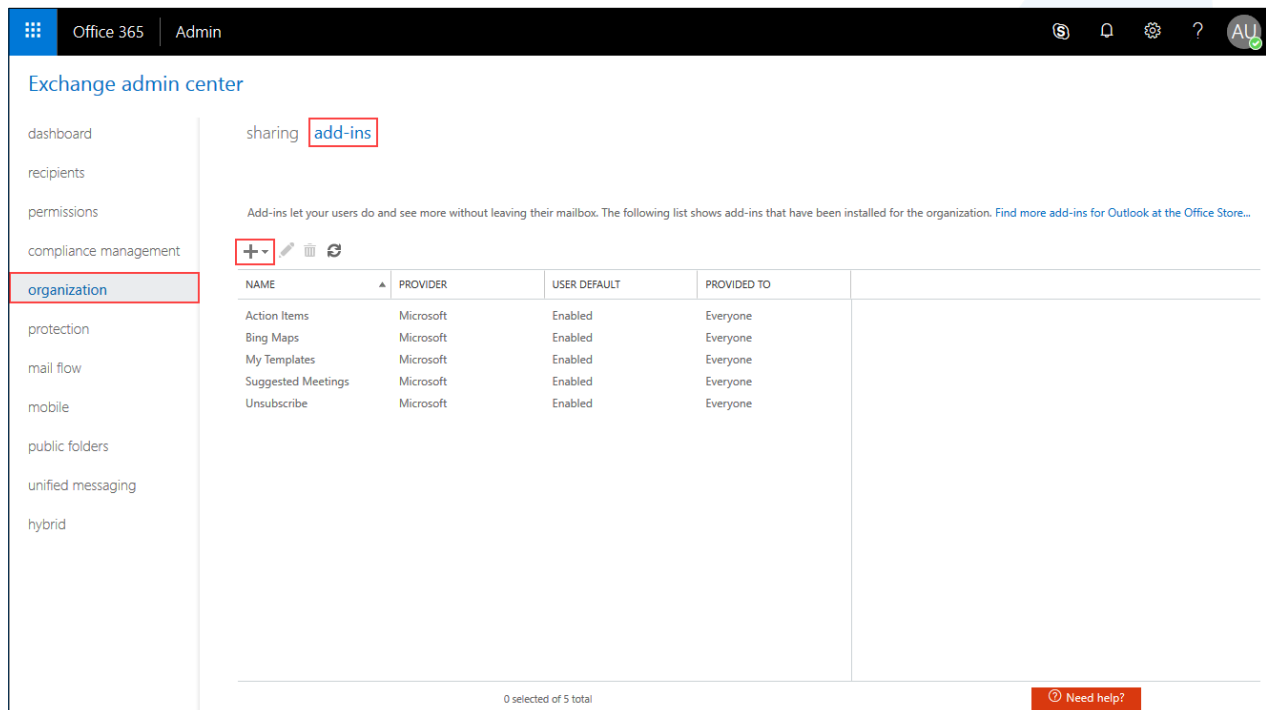 Office 365 Admin
AU
Exchange admin center
dashboard
recipients
permissions
compliance management
organization
protection
mail flow
mobile
public folders
unified messaging
hybrid
sharing add-ins
Add-ins let your users do and see more without leaving their mailbox. The following list shows add-ins that have been installed for the organization. Find more add-ins for Outlook at the Office Store...
NAME PROVIDER USER DEFAULT PROVIDED TO
Action Items Microsoft Enabled Everyone
Bing Maps Microsoft Enabled Everyone
My Templates Microsoft Enabled Everyone
Suggested Meetings Microsoft Enabled Everyone
Unsubscribe Microsoft Enabled Everyone
0 selected of 5 total
Need help?